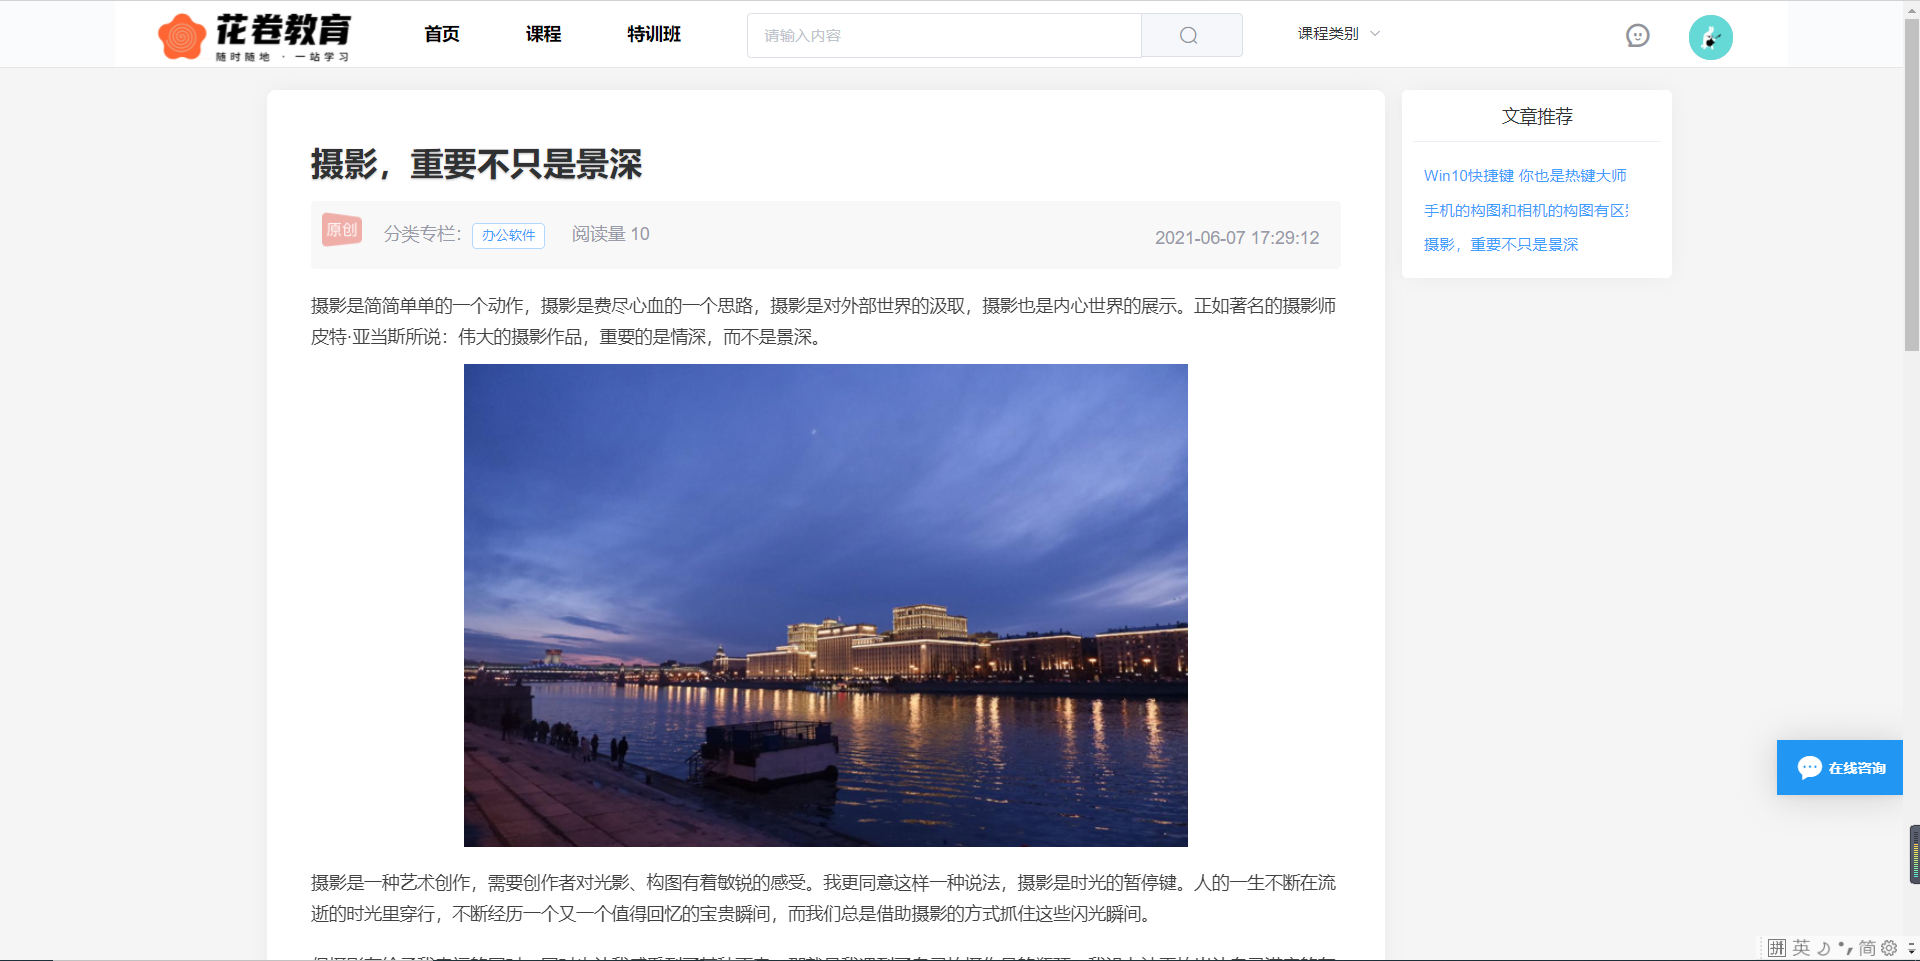 花卷教育
随时随地 · 一站学习
首页
课程
特训班
请输入内容
课程类别
摄影，重要不只是景深
原创
分类专栏：
办公软件
阅读量 10
2021-06-07 17:29:12
摄影是简简单单的一个动作，摄影是费尽心血的一个思路，摄影是对外部世界的汲取，摄影也是内心世界的展示。正如著名的摄影师
皮特·亚当斯所说：伟大的摄影作品，重要的是情深，而不是景深。
摄影是一种艺术创作，需要创作者对光影、构图有着敏锐的感受。我更同意这样一种说法，摄影是时光的暂停键。人的一生不断在流
逝的时光里穿行，不断经历一个又一个值得回忆的宝贵瞬间，而我们总是借助摄影的方式抓住这些闪光瞬间。
文章推荐
Win10快捷键 你也是热键大师
手机的构图和相机的构图有区
摄影，重要不只是景深
在线咨询
拼 英 简